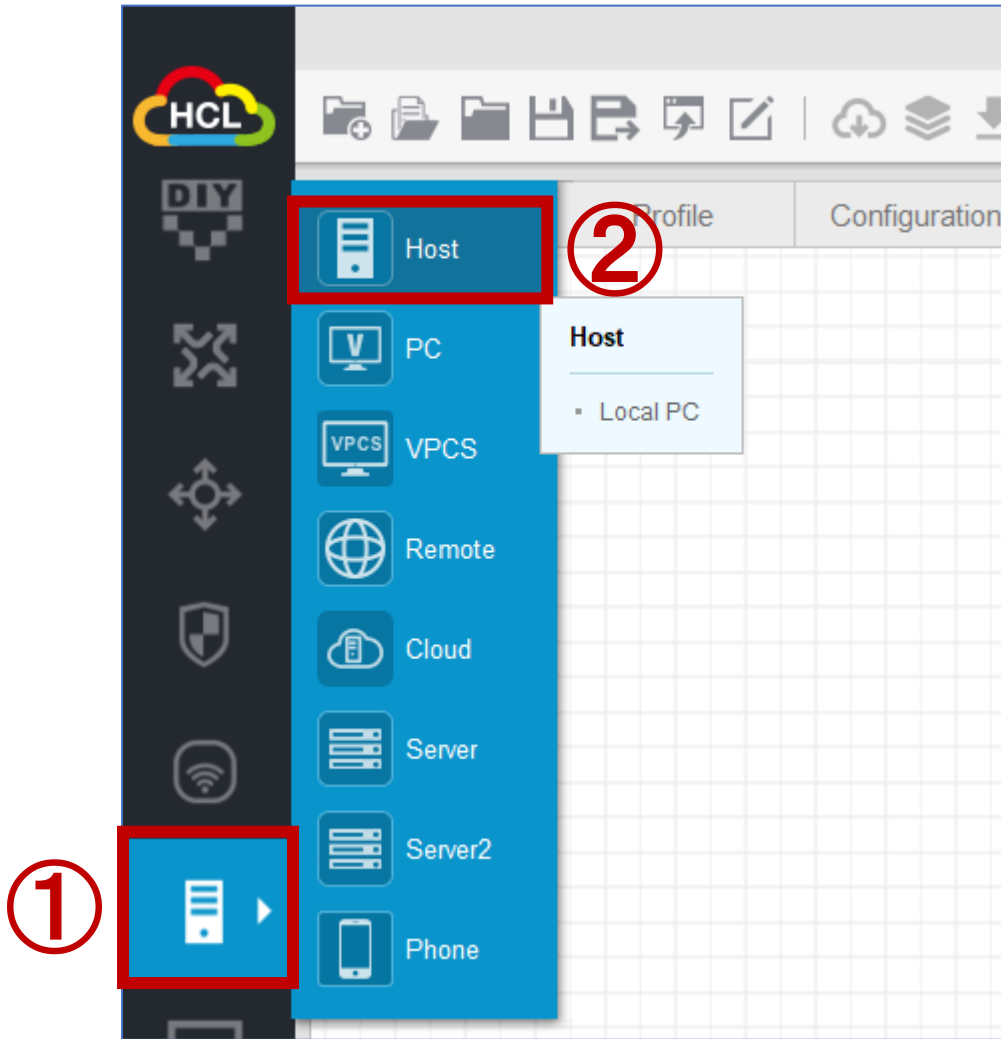 HCL
DIY
Profile
Configuration
Host
②
PC
Host
Local PC
V
VPCS
VPCS
Remote
Cloud
Server
Server2
①
Phone